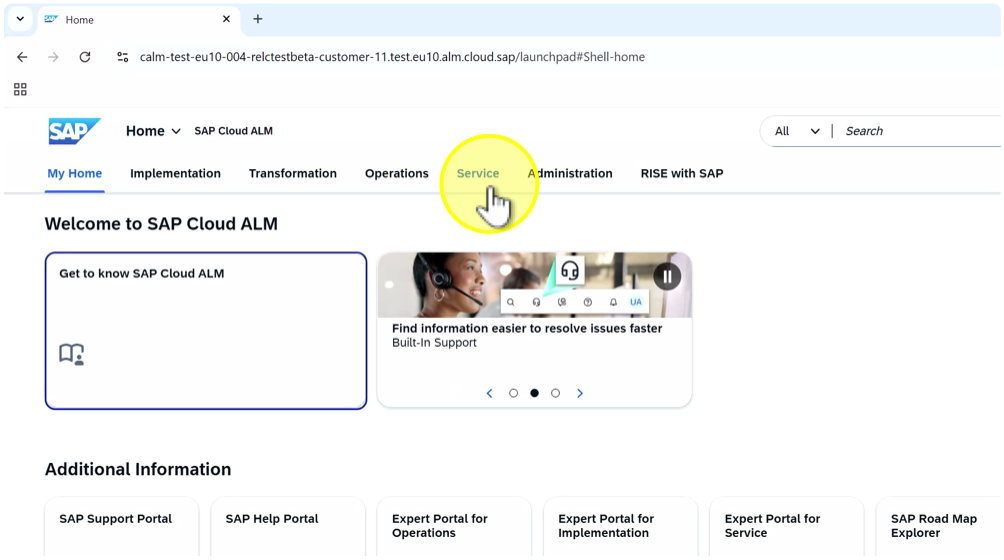 Home
calm-test-eu10-004-relctestbeta-customer-11.test.eu10.alm.cloud.sap/launchpad#Shell-home
SAP Home SAP Cloud ALM All Search
My Home Implementation Transformation Operations Service Administration RISE with SAP
Welcome to SAP Cloud ALM
Get to know SAP Cloud ALM
UA
Find information easier to resolve issues faster
Built-In Support
Additional Information
SAP Support Portal
SAP Help Portal
Expert Portal for
Operations
Expert Portal for
Implementation
Expert Portal for
Service
SAP Road Map
Explorer